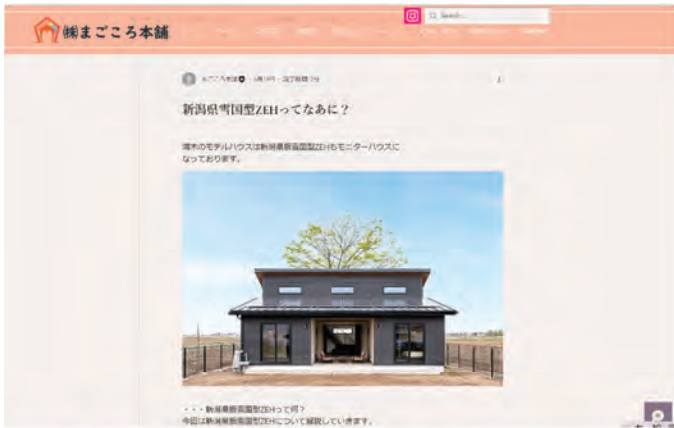 ㈱まごころ本舗
Search...
新潟県雪国型ZEHってなあに？
のモデルハウスは新潟県版雪国型ZEHもモニターハウスに
なっております。
・・・新潟県版雪国型ZEHって何？
今回は新潟県版雪国型ZEHについて解説していきます。